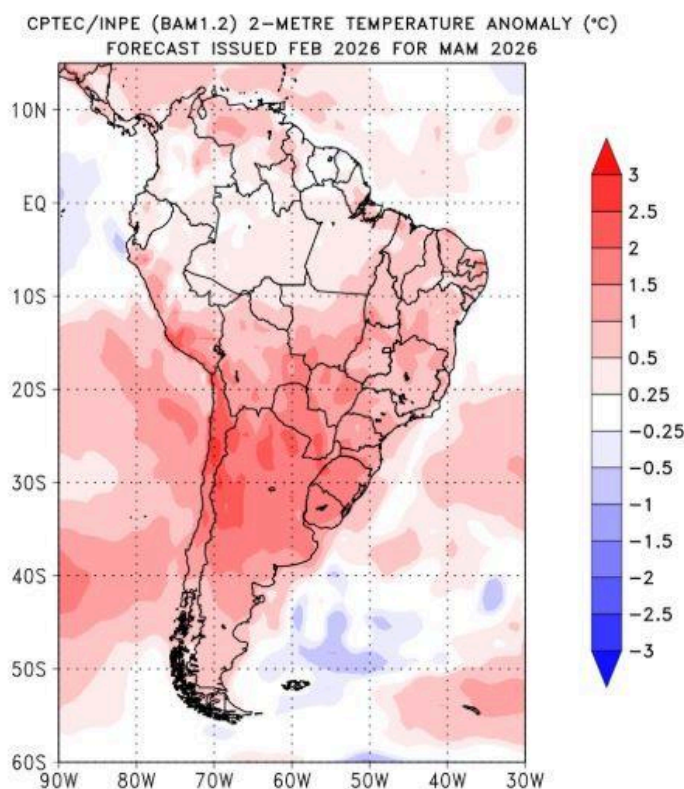 CPTEC/INPE (BAM1.2) 2-METRE TEMPERATURE ANOMALY (°C)
FORECAST ISSUED FEB 2026 FOR MAM 2026
10N
EQ
10S
20S
30S
40S
50S
60S
90W 80W 70W 60W 50W 40W 30W
3
2.5
2
1.5
1
0.5
0.25
-0.25
-0.5
-1
-1.5
-2
-2.5
-3